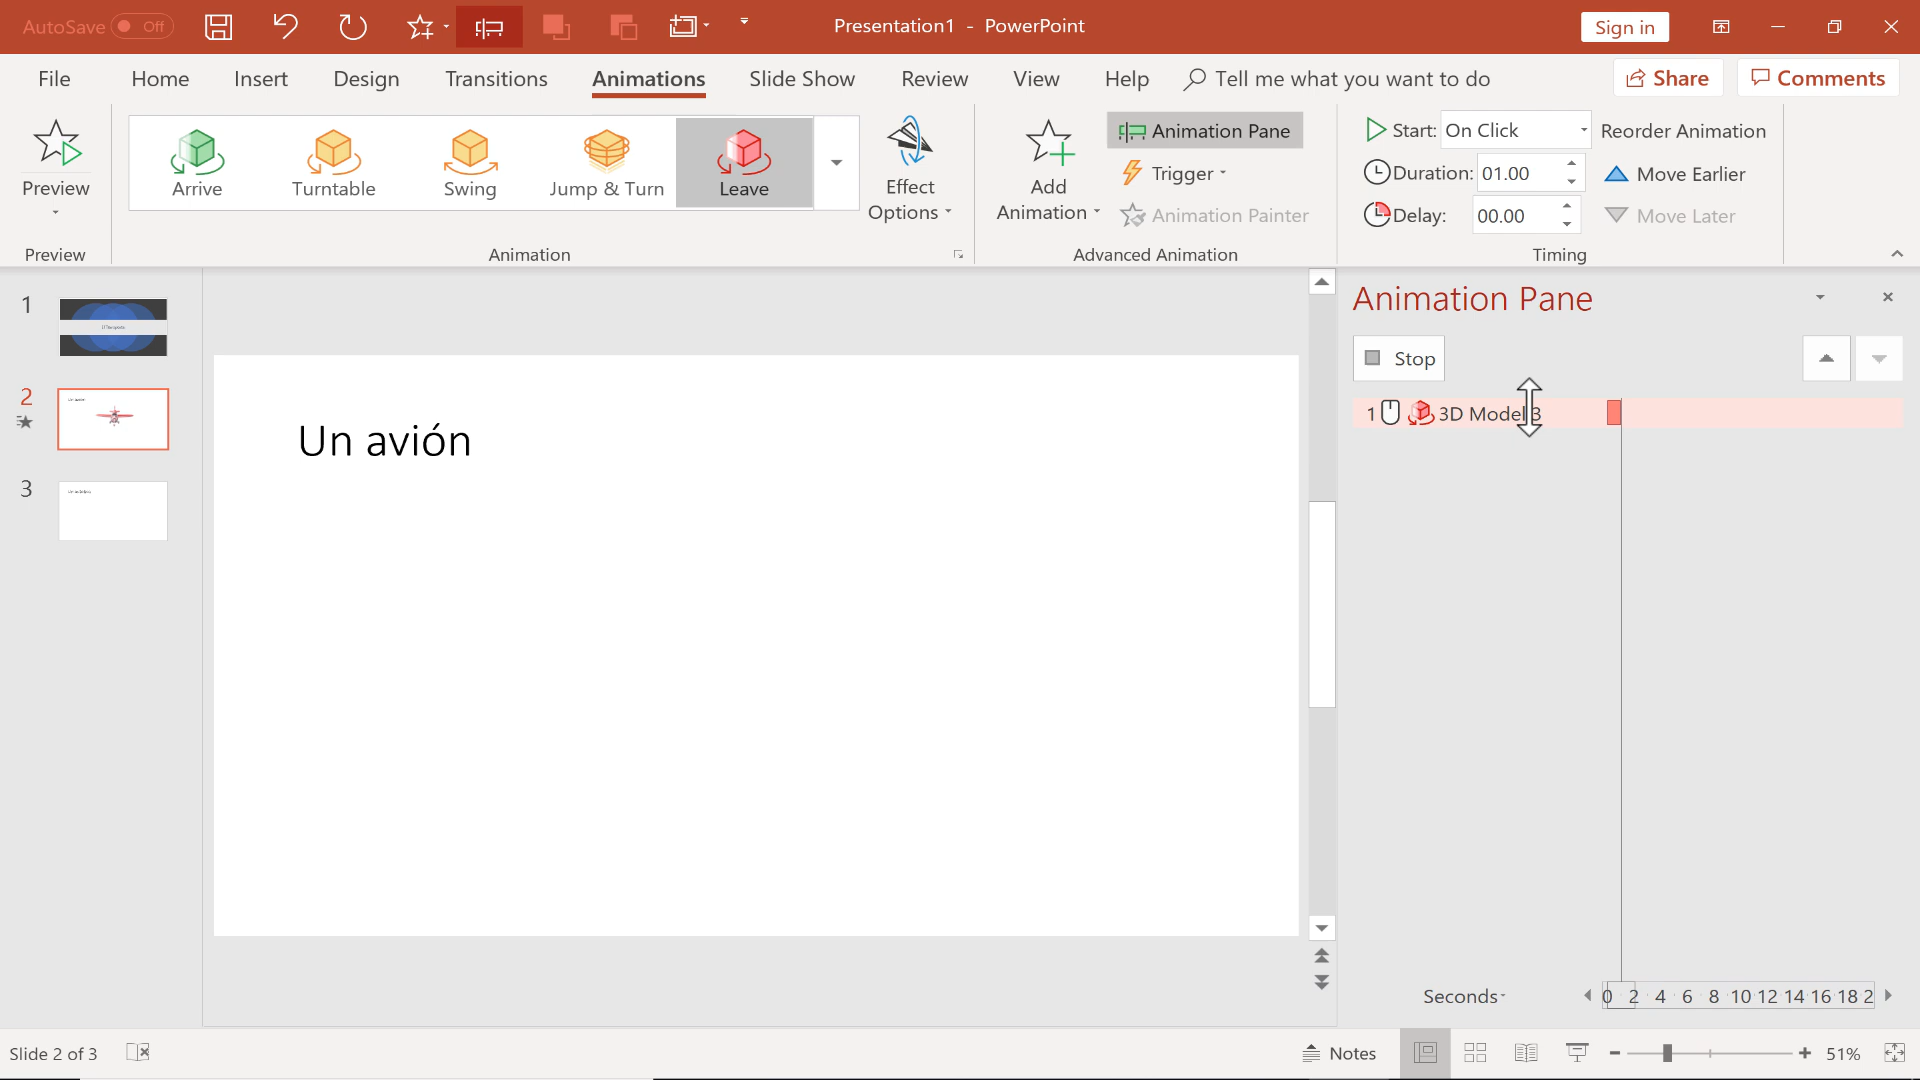 AutoSave Off
Presentation1 - PowerPoint
Sign in
File Home Insert Design Transitions Animations Slide Show Review View Help Tell me what you want to do Share Comments
Preview
Arrive Turntable Swing Jump & Turn Leave
Effect Options
Add Animation
Animation Pane
Trigger
Animation Painter
Start: On Click
Duration: 01.00
Delay: 00.00
Reorder Animation
Move Earlier
Move Later
Preview Animation Advanced Animation Timing
1
2
3
Un avión
Animation Pane
Stop
1 3D Model 3
Seconds 0 2 4 6 8 10 12 14 16 18 2
Slide 2 of 3
Notes
51%